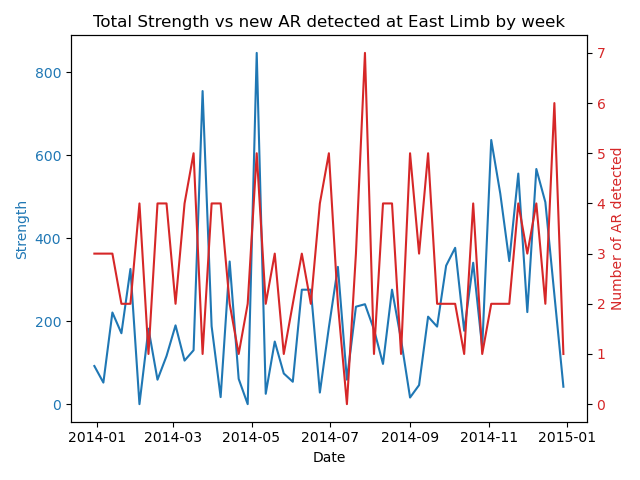 Total Strength vs new AR detected at East Limb by week
Strength
800
600
400
200
0
7
6
5
4
3
2
1
0
Number of AR detected
2014-01 2014-03 2014-05 2014-07 2014-09 2014-11 2015-01
Date